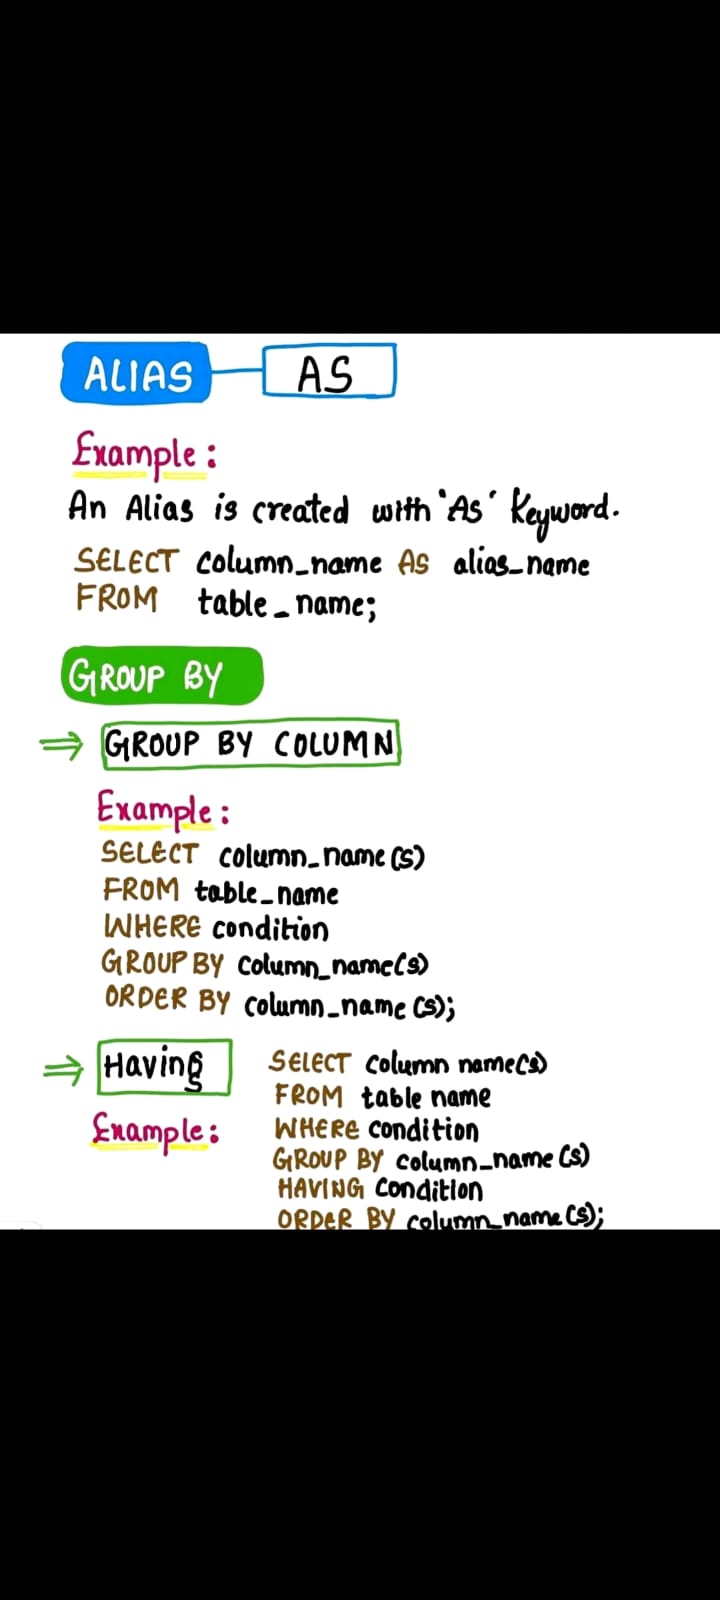 ALIAS AS
Example:
An Alias is created with 'As' Keyword.
SELECT column_name AS alias_name
FROM table_name;
GROUP BY
⇒ GROUP BY COLUMN
Example:
SELECT column_name(s)
FROM table_name
WHERE condition
GROUP BY column_name(s)
ORDER BY column_name(s);
⇒ Having
Example:
SELECT column name(s)
FROM table name
WHERE condition
GROUP BY column_name(s)
HAVING condition
ORDER BY column_name(s);